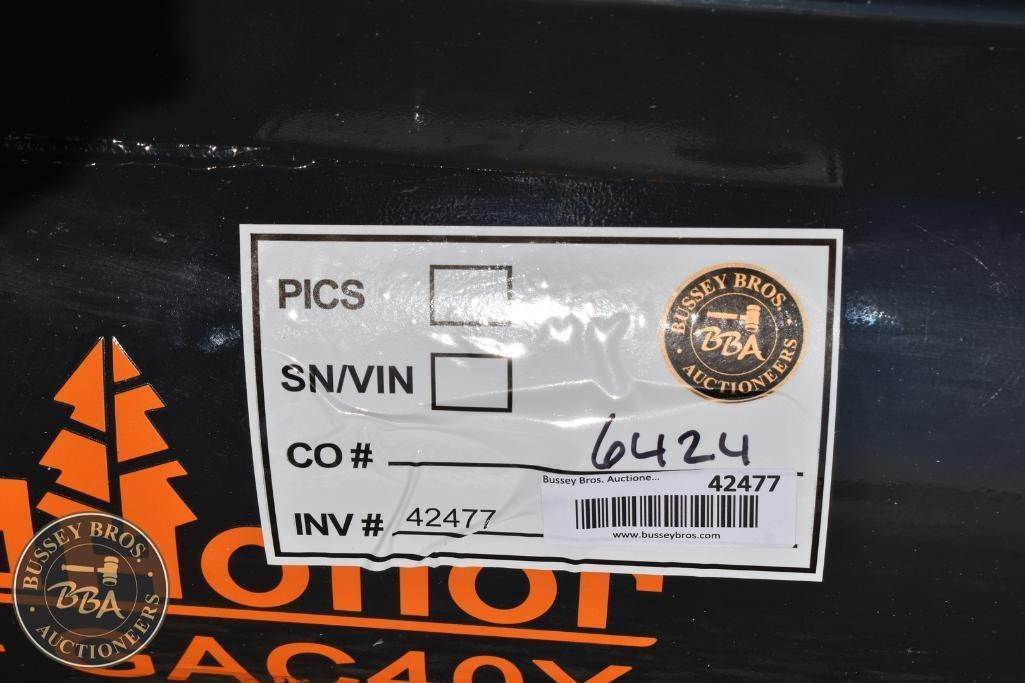 PICS
SN/VIN
CO #
6424
INV #
42477
BUSSEY BROS.
BBA
AUCTIONEERS
Bussey Bros. Auctione...
42477
www.busseybros.com
BUSSEY BROS.
BBA
AUCTIONEERS